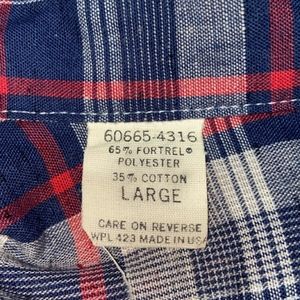 60665-4316
65% FORTREL®
POLYESTER
35% COTTON
LARGE
CARE ON REVERSE
WPL 423 MADE IN USA